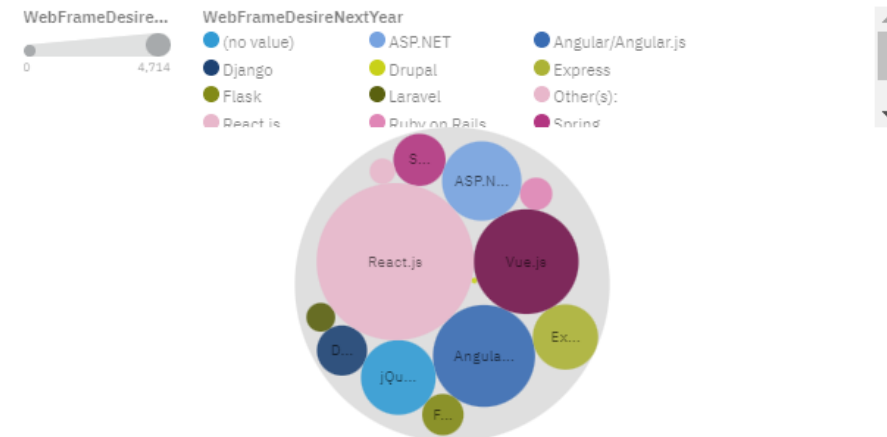 WebFrameDesire...
WebFrameDesireNextYear
0
4,714
(no value)
ASP.NET
Angular/Angular.js
Django
Drupal
Express
Flask
Laravel
Other(s):
React.js
Ruby on Rails
Spring
S...
ASP.N...
React.js
Vue.js
Ex...
Angula...
D...
jQu...
F...